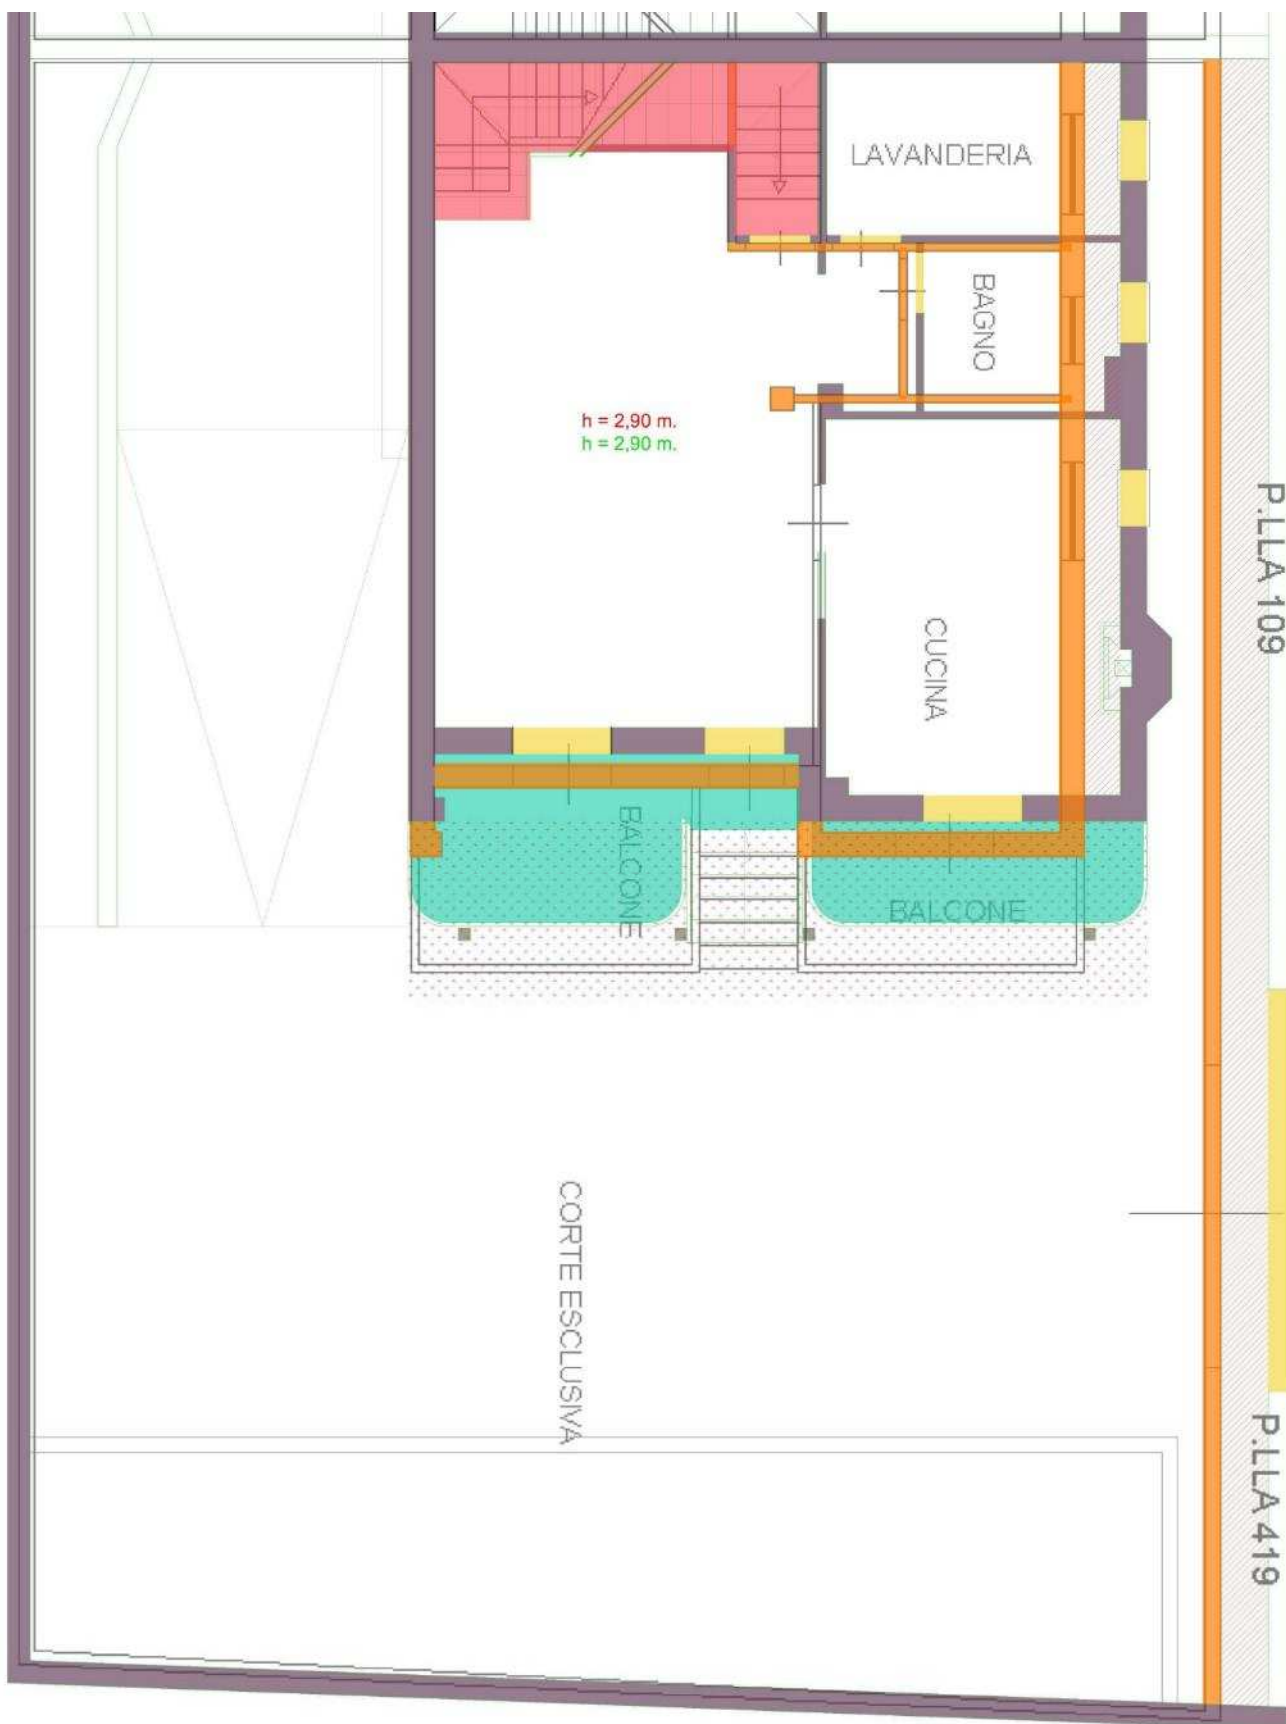 LAVANDERIA
BAGNO
h = 2,90 m.
h = 2,90 m.
P.LLA 109
CUCINA
BALCONE
BALCONE
CORTE ESCLUSIVA
P.LLA 419